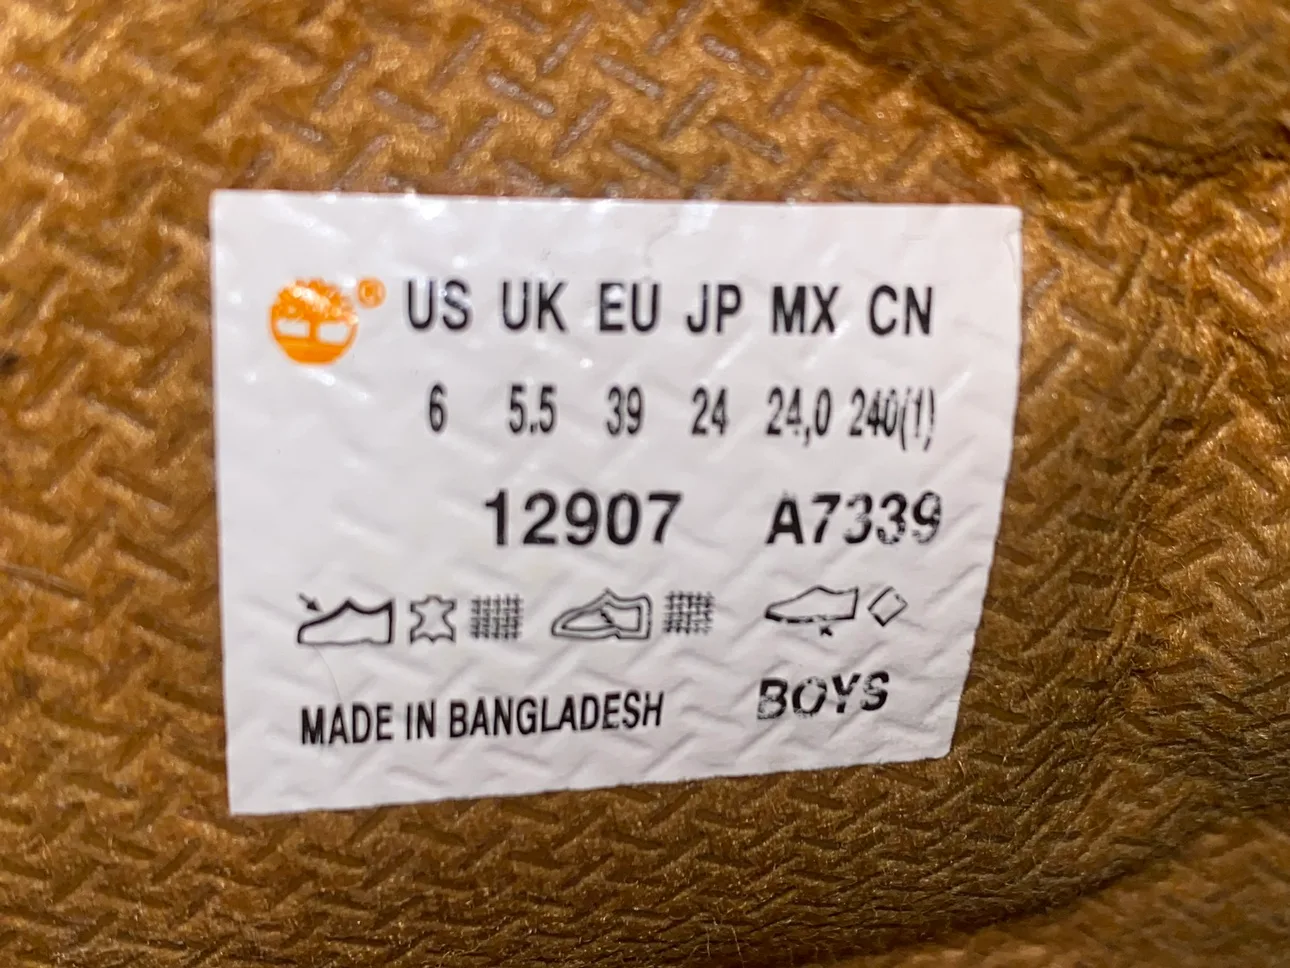 ® US UK EU JP MX CN
6 5.5 39 24 24,0 240(1)
12907 A7339
MADE IN BANGLADESH BOYS